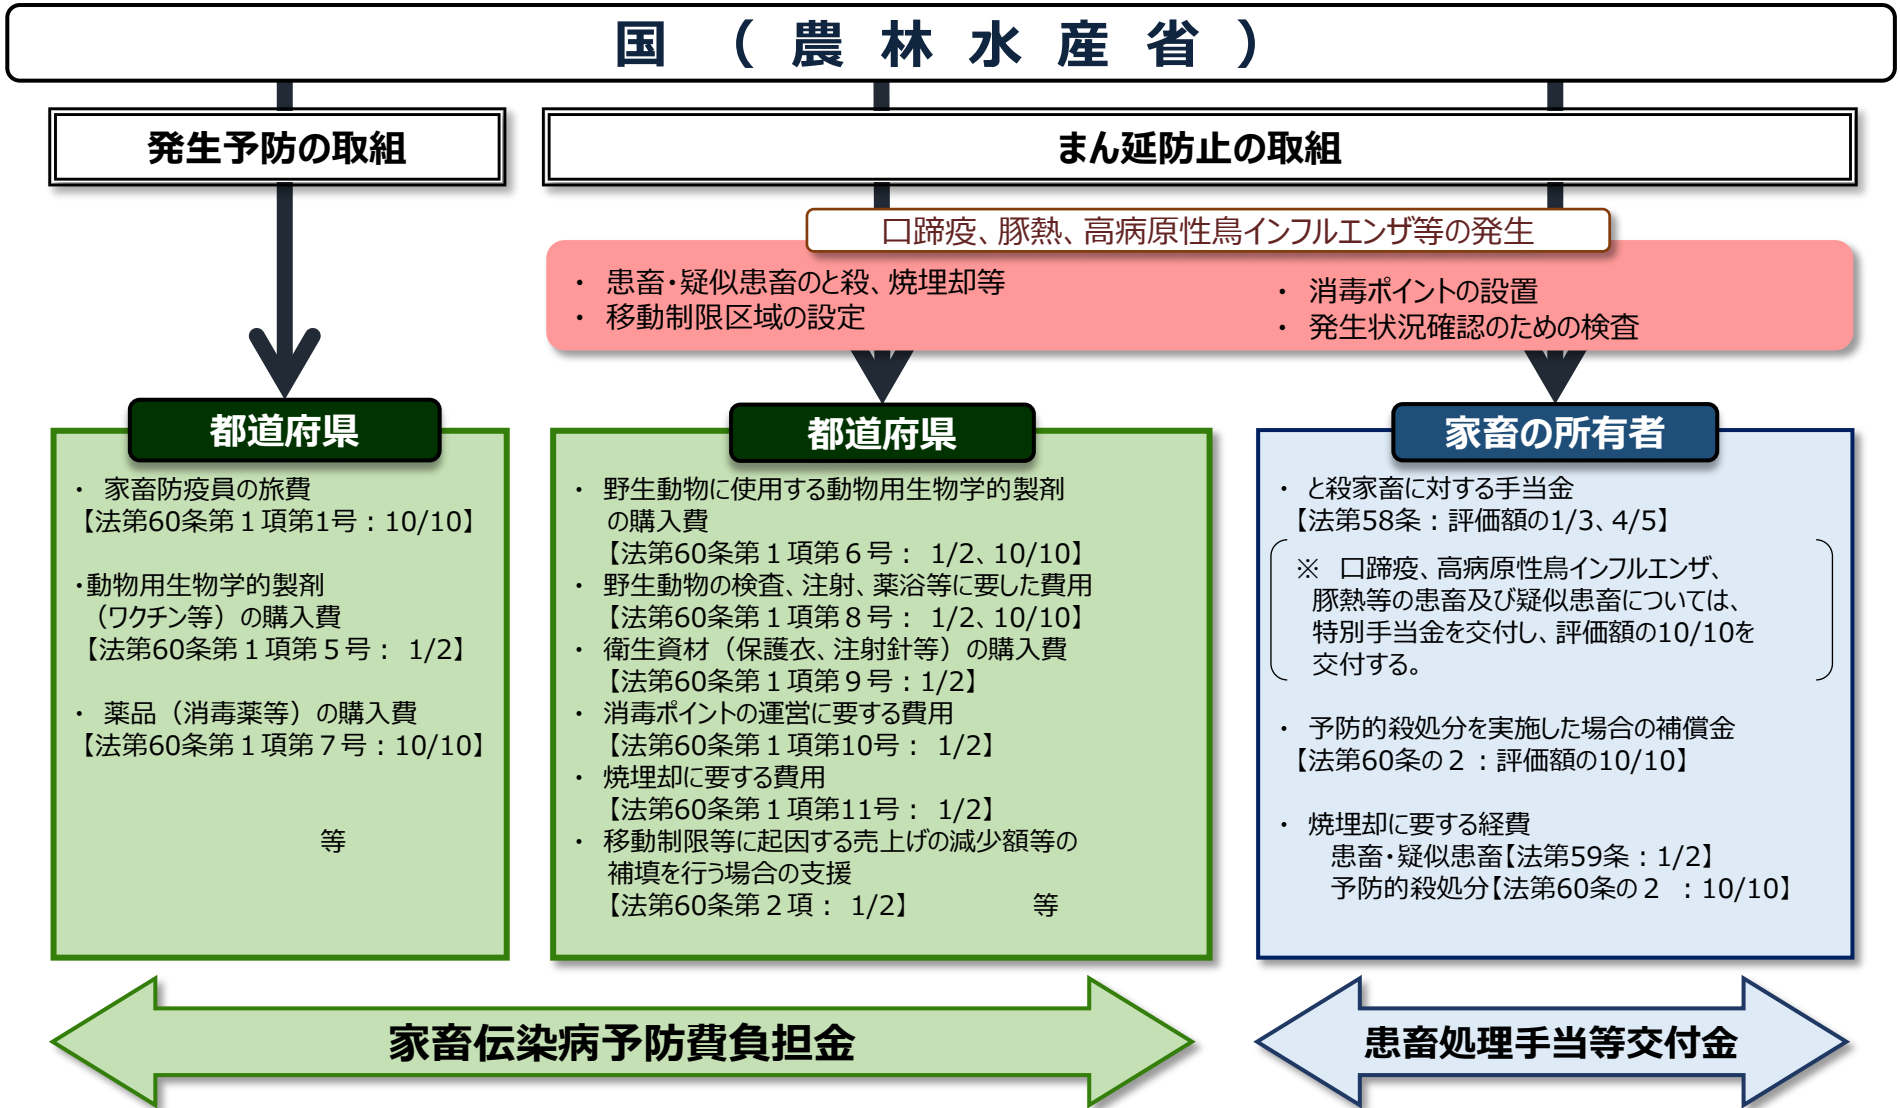 国（農林水産省）
発生予防の取組
まん延防止の取組
口蹄疫、豚熱、高病原性鳥インフルエンザ等の発生
・ 患畜・疑似患畜のと殺、焼埋却等
・ 移動制限区域の設定
・ 消毒ポイントの設置
・ 発生状況確認のための検査
都道府県
・ 家畜防疫員の旅費
【法第60条第１項第1号：10/10】
・動物用生物学的製剤
（ワクチン等）の購入費
【法第60条第１項第５号： 1/2】
・ 薬品（消毒薬等）の購入費
【法第60条第１項第７号：10/10】
等
都道府県
・ 野生動物に使用する動物用生物学的製剤
の購入費
【法第60条第１項第６号： 1/2、10/10】
・ 野生動物の検査、注射、薬浴等に要した費用
【法第60条第１項第８号： 1/2、10/10】
・ 衛生資材（保護衣、注射針等）の購入費
【法第60条第１項第９号：1/2】
・ 消毒ポイントの運営に要する費用
【法第60条第１項第10号： 1/2】
・ 焼埋却に要する費用
【法第60条第１項第11号： 1/2】
・ 移動制限等に起因する売上げの減少額等の
補填を行う場合の支援
【法第60条第２項： 1/2】 等
家畜の所有者
・ と殺家畜に対する手当金
【法第58条：評価額の1/3、4/5】
※ 口蹄疫、高病原性鳥インフルエンザ、
豚熱等の患畜及び疑似患畜については、
特別手当金を交付し、評価額の10/10を
交付する。
・ 予防的殺処分を実施した場合の補償金
【法第60条の２：評価額の10/10】
・ 焼埋却に要する経費
患畜・疑似患畜【法第59条：1/2】
予防的殺処分【法第60条の２ ：10/10】
家畜伝染病予防費負担金
患畜処理手当等交付金